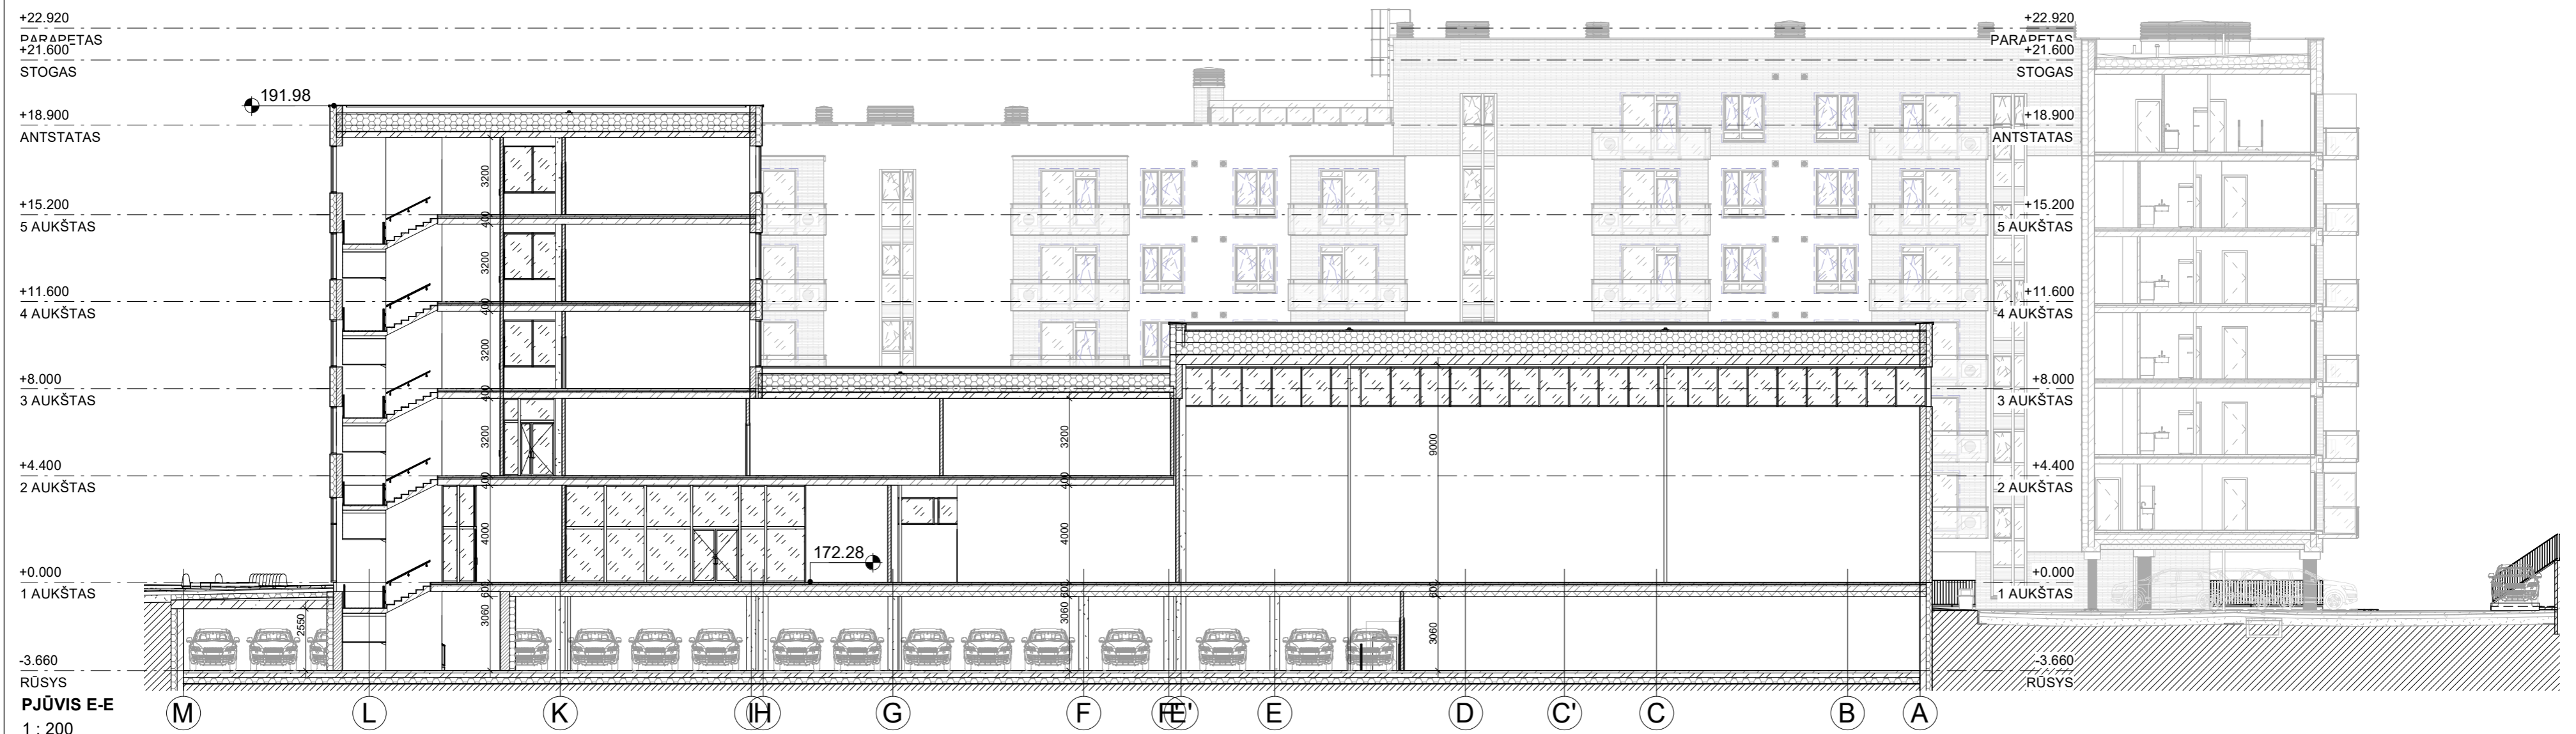 +22.920
PARAPETAS
+21.600
STOGAS
+18.900
ANTSTATAS
+15.200
5 AUKŠTAS
+11.600
4 AUKŠTAS
+8.000
3 AUKŠTAS
+4.400
2 AUKŠTAS
+0.000
1 AUKŠTAS
-3.660
RŪSYS
PJŪVIS E-E
1 : 200
191.98
172.28
3200
400
3200
400
3200
400
3200
400
4000
600
3060
2550
3200
400
4000
600
3060
9000
600
3060
+22.920
PARAPETAS
+21.600
STOGAS
+18.900
ANTSTATAS
+15.200
5 AUKŠTAS
+11.600
4 AUKŠTAS
+8.000
3 AUKŠTAS
+4.400
2 AUKŠTAS
+0.000
1 AUKŠTAS
-3.660
RŪSYS
M L K I H G F F' E' E D C' C B A